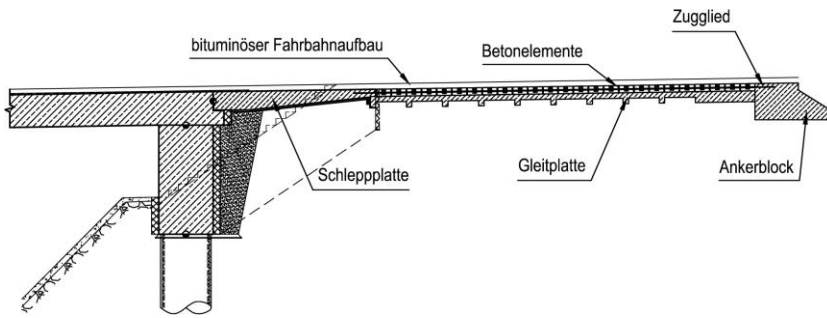 Zugglied
bituminöser Fahrbahnaufbau
Betonelemente
Schleppplatte
Gleitplatte
Ankerblock